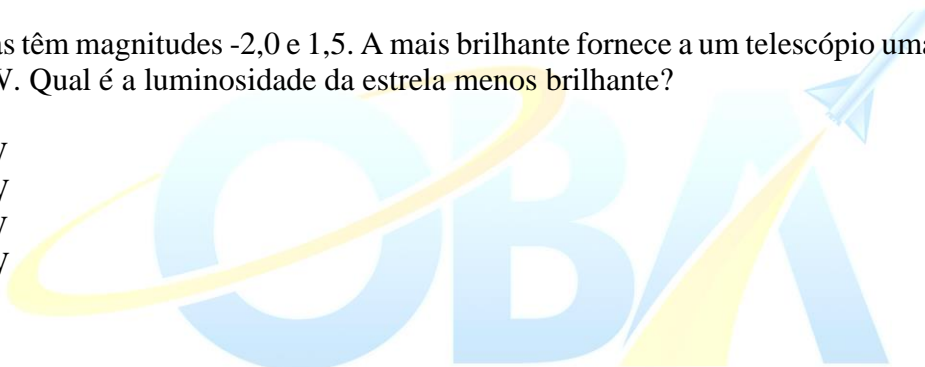 as têm magnitudes -2,0 e 1,5. A mais brilhante fornece a um telescópio uma
W. Qual é a luminosidade da estrela menos brilhante?
W
W
W
W
OBA